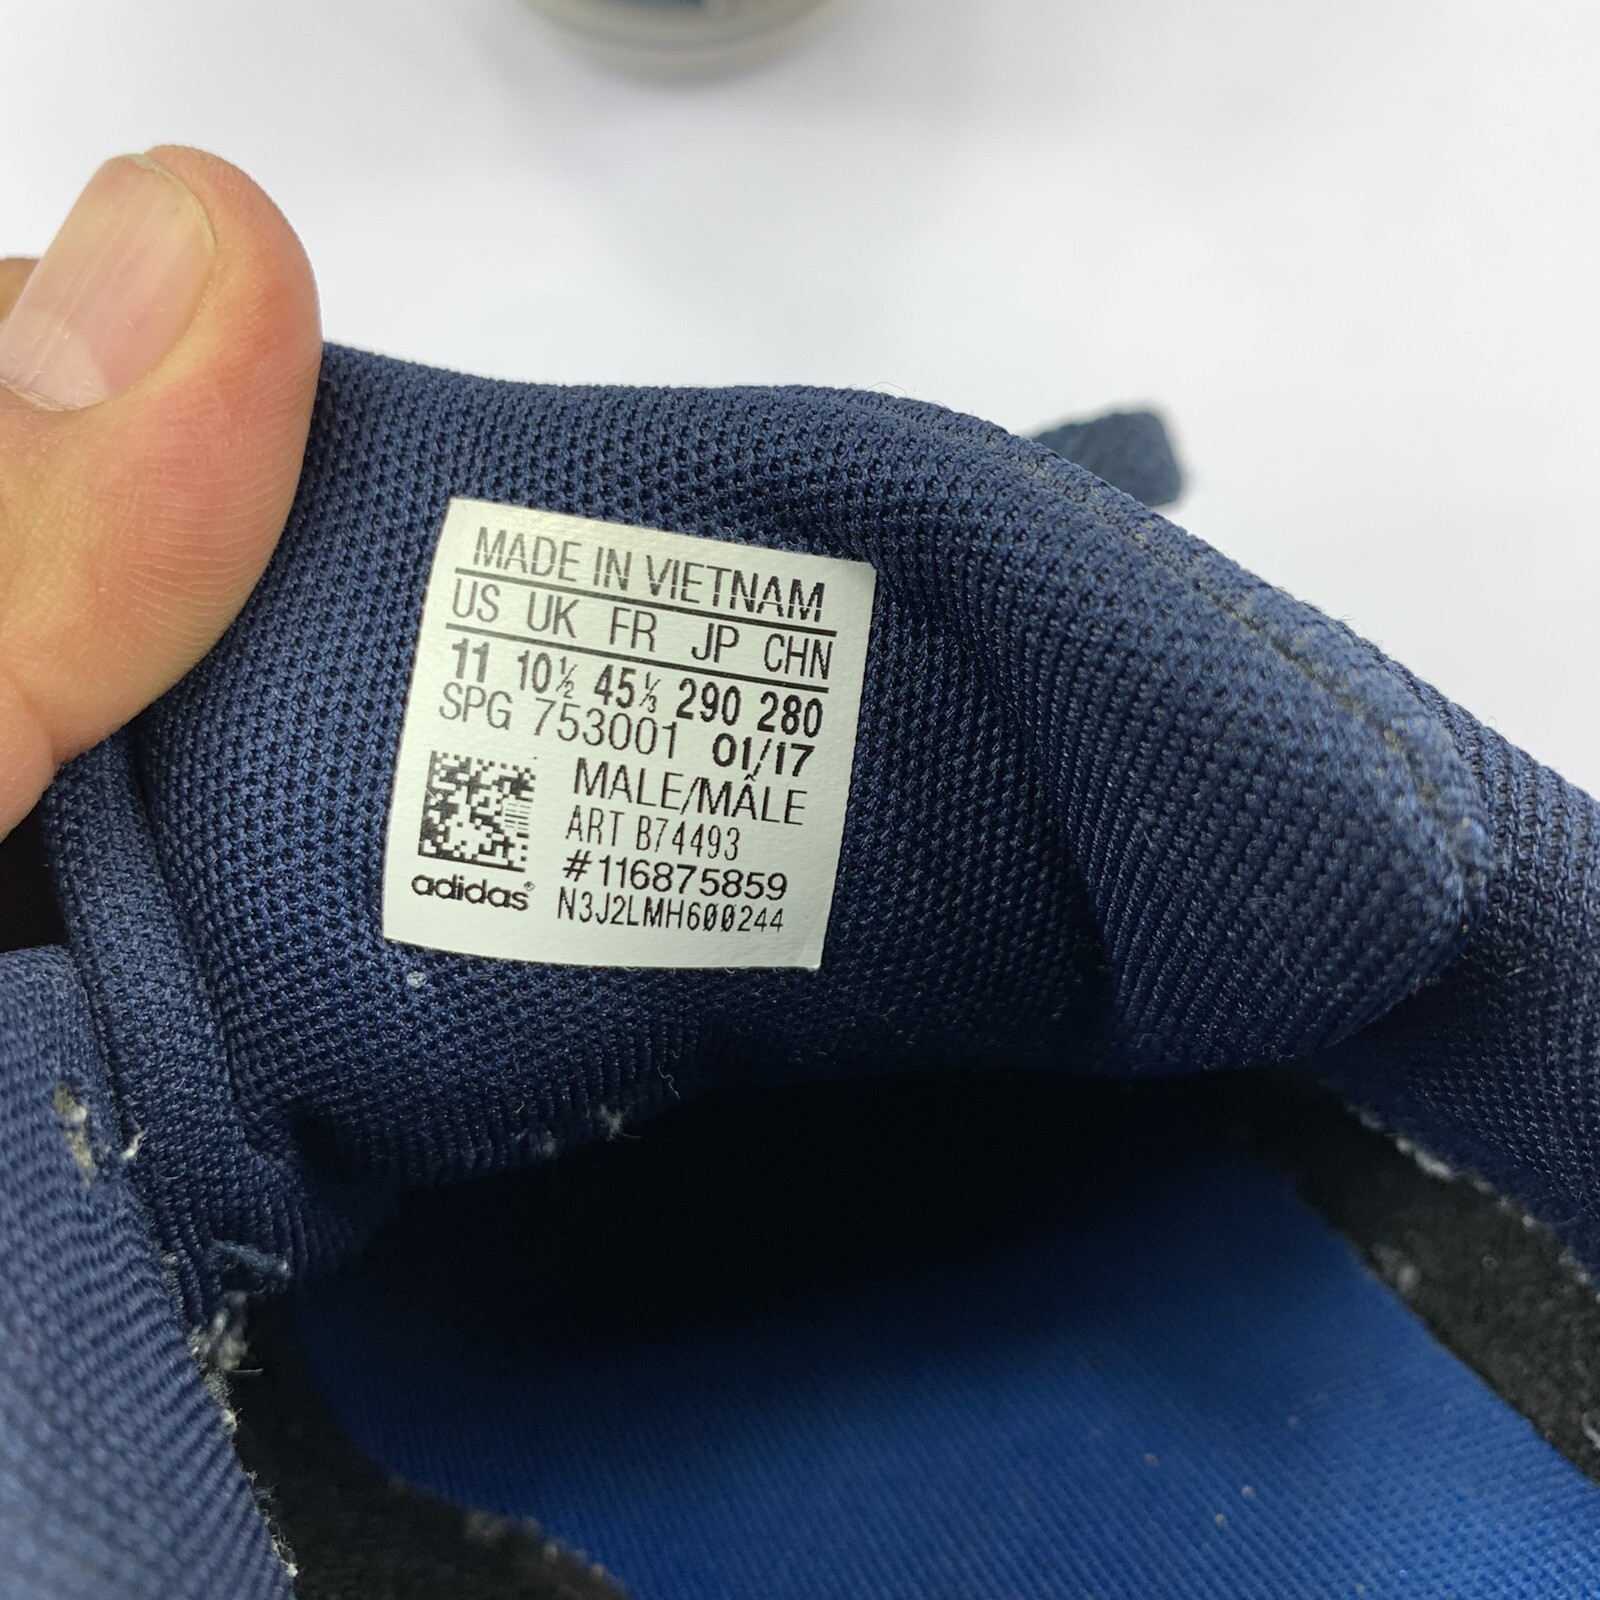 MADE IN VIETNAM
US UK FR JP CHN
11 10½ 45⅓ 290 280
SPG 753001 01/17
MALE/MÂLE
ART B74493
#116875859
adidas® N3J2LMH600244